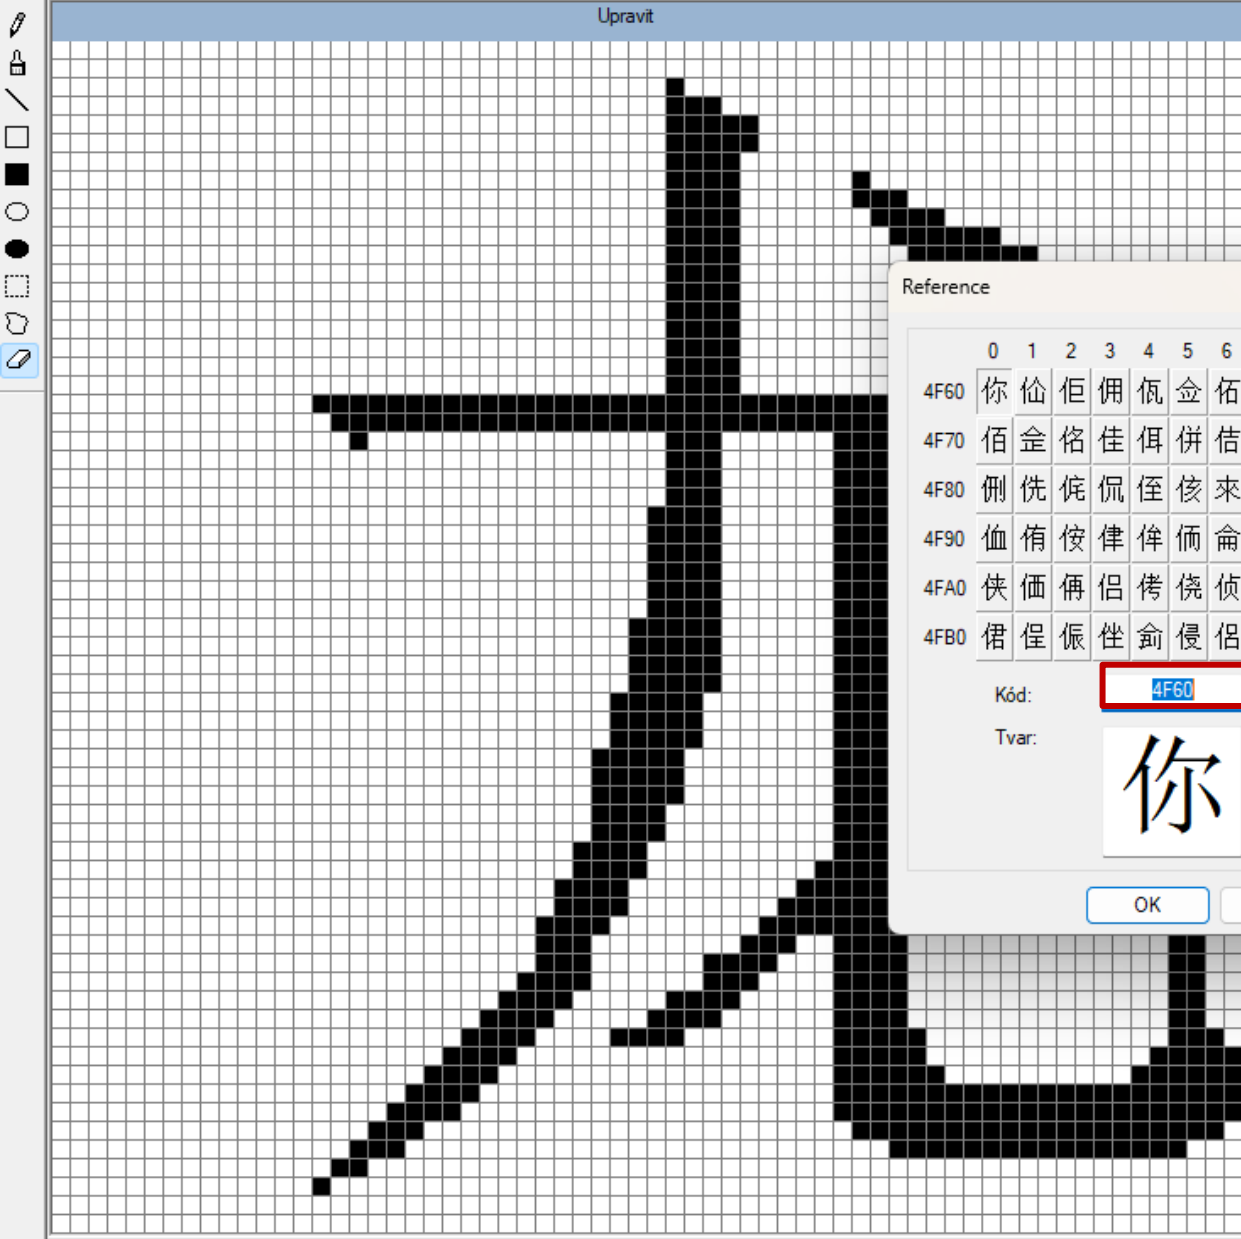 Upravit
Reference
0 1 2 3 4 5 6
4F60 你 佡 佢 佣 佤 佥 佑
4F70 佰 佱 佲 佳 佴 併 佶
4F80 侀 侁 侂 侃 侄 侅 來
4F90 侐 侑 侒 侓 侔 侕 侖
4FA0 侠 価 侢 侣 侤 侥 侦
4FB0 侰 侱 侲 侳 侴 侵 侶
Kód: 4F60
Tvar: 你
OK